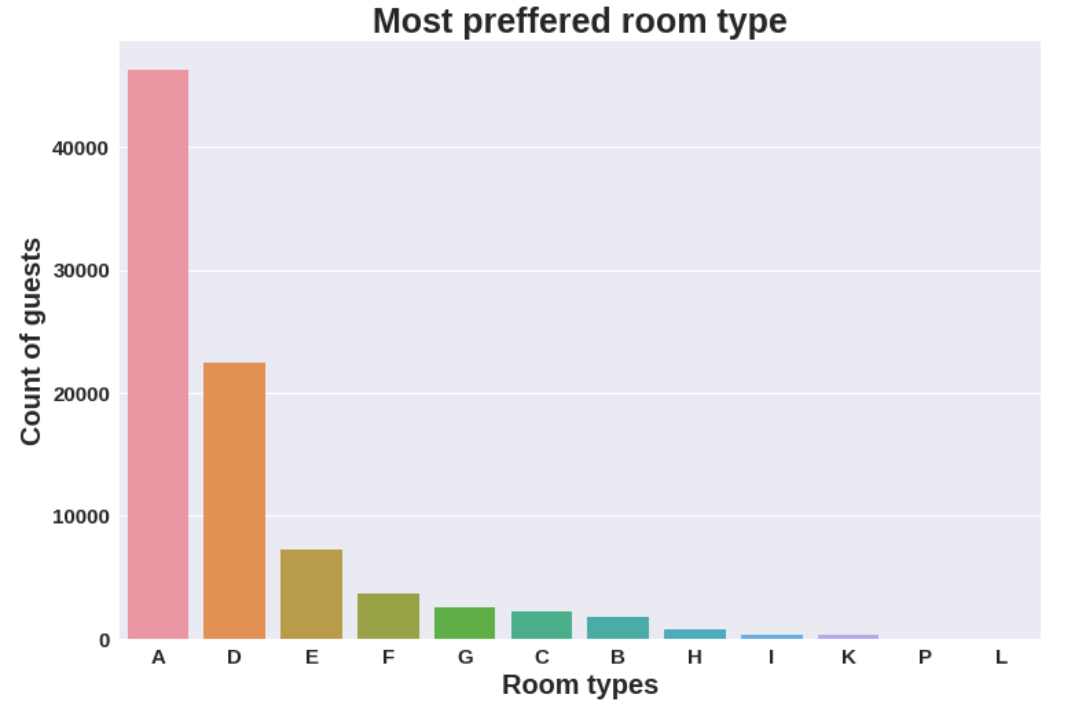 Most preffered room type
Count of guests
40000
30000
20000
10000
0
A D E F G C B H I K P L
Room types